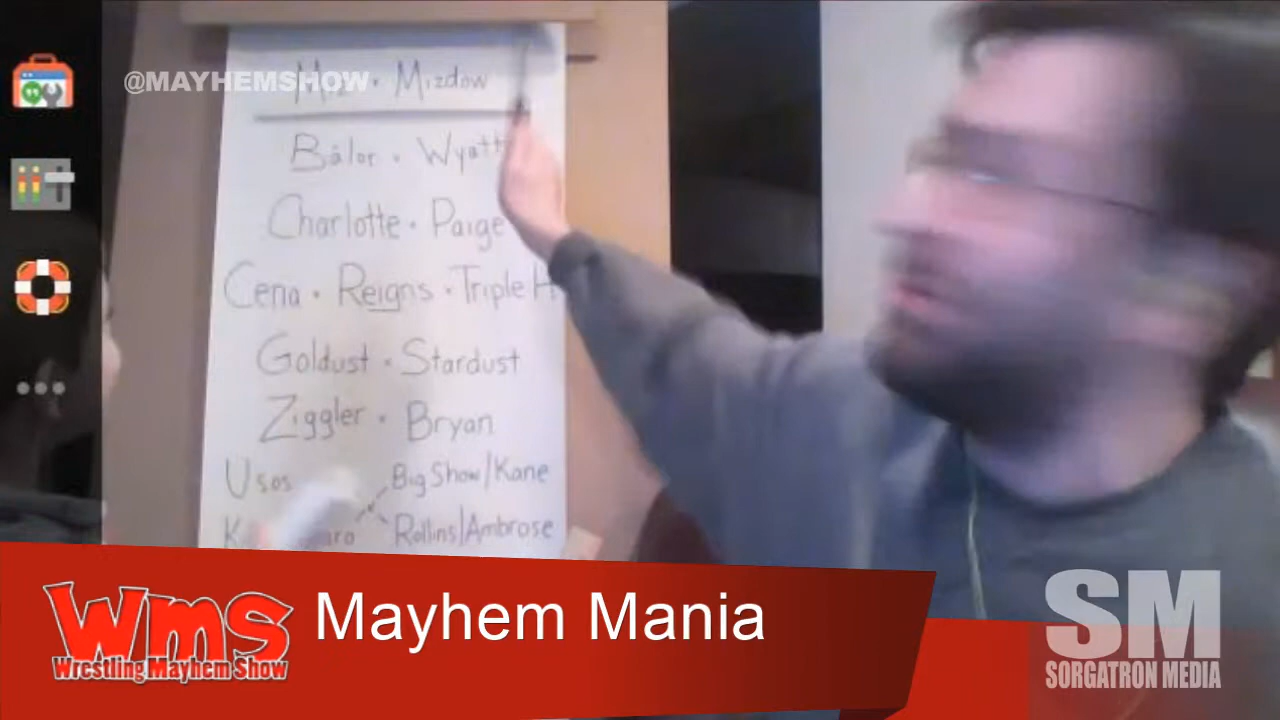 @MAYHEMSHOW
Miz • Mizdow
Bálor • Wyatt
Charlotte • Paige
Cena • Reigns • Triple H
Goldust • Stardust
Ziggler • Bryan
Usos Big Show/Kane
Rollins/Ambrose
Wms Mayhem Mania
Wrestling Mayhem Show
SM
SORGATRON MEDIA